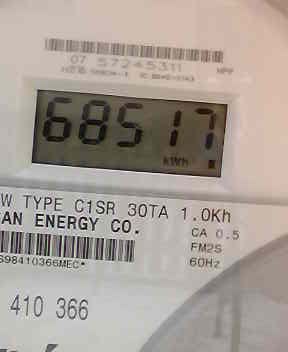 07 57245311
68517
kWh
W TYPE C1SR 30TA 1.0Kh
AN ENERGY CO.
CA 0.5
FM2S
S98410366MEC*
60Hz
410 366